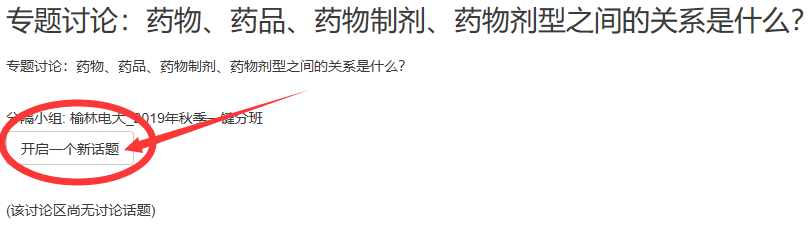 专题讨论：药物、药品、药物制剂、药物剂型之间的关系是什么？
专题讨论：药物、药品、药物制剂、药物剂型之间的关系是什么？
分隔小组: 榆林电大_2019年秋季一键分班
开启一个新话题
(该讨论区尚无讨论话题)